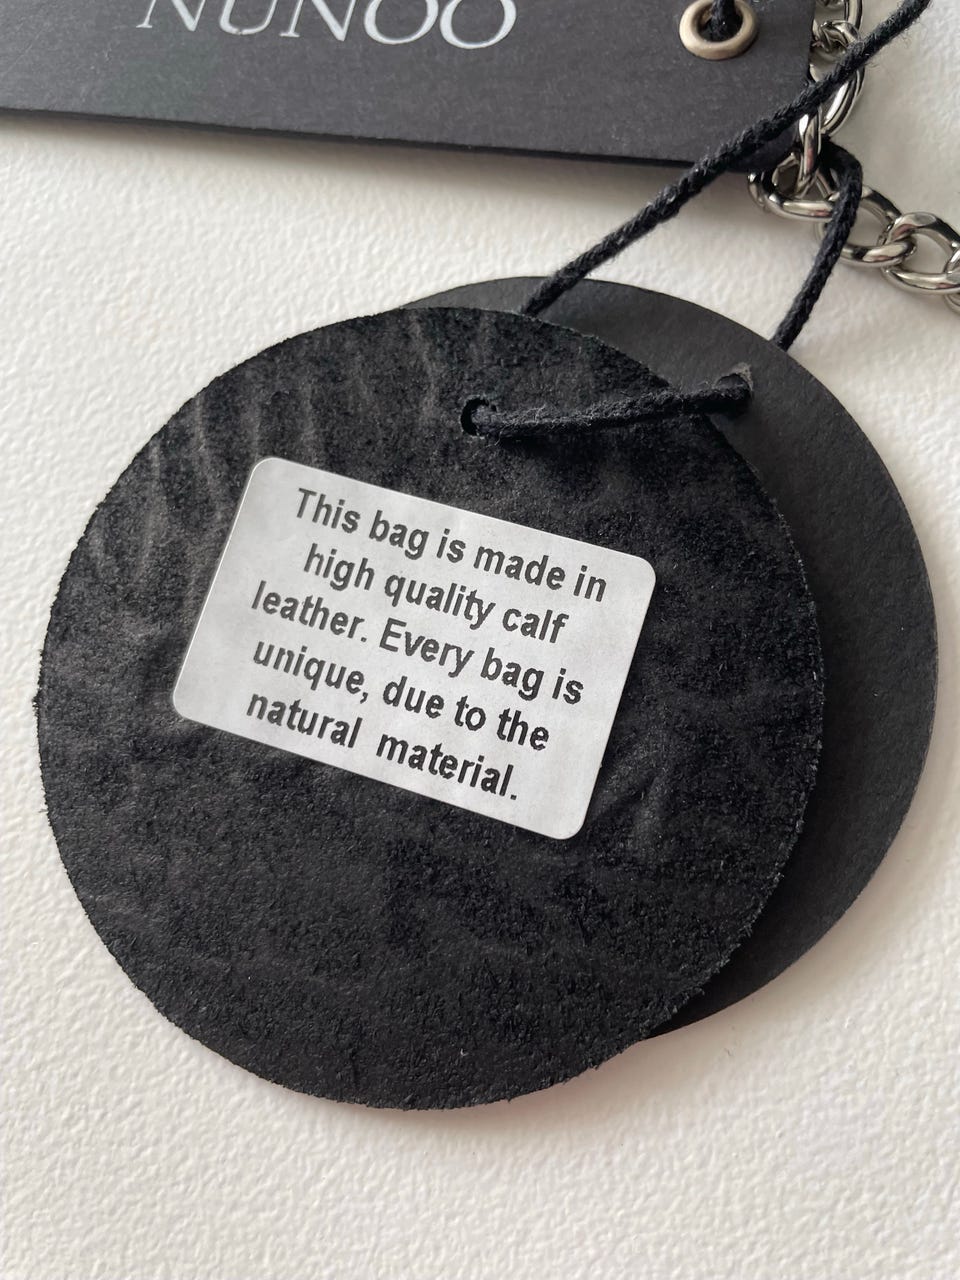 NUNOO
This bag is made in
high quality calf
leather. Every bag is
unique, due to the
natural material.